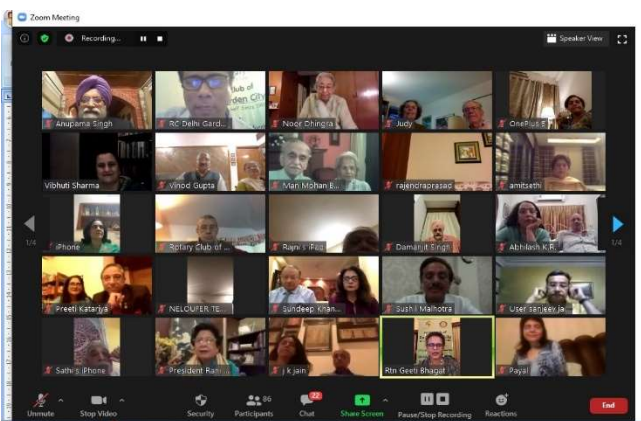 Zoom Meeting
Recording...
Speaker View
Anupama Singh
RC Delhi Gard...
Noor Dhingra
Judy
OnePlus 6
Vibhuti Sharma
Vinod Gupta
Man Mohan B...
rajendraprasad
amitsethi
iPhone
Rotary Club of ...
Rajni's iPad
Damanjit Singh
Abhilash K.R.
1/4
1/4
Preeti Katariya
NELOUFER TE...
Sundeep Khan...
Sushil Malhotra
User sanjeev ja...
Sathi's iPhone
President Rani ...
j k jain
Rtn Geeti Bhagat
Payal
86
22
Unmute
Stop Video
Security
Participants
Chat
Share Screen
Pause/Stop Recording
Reactions
End